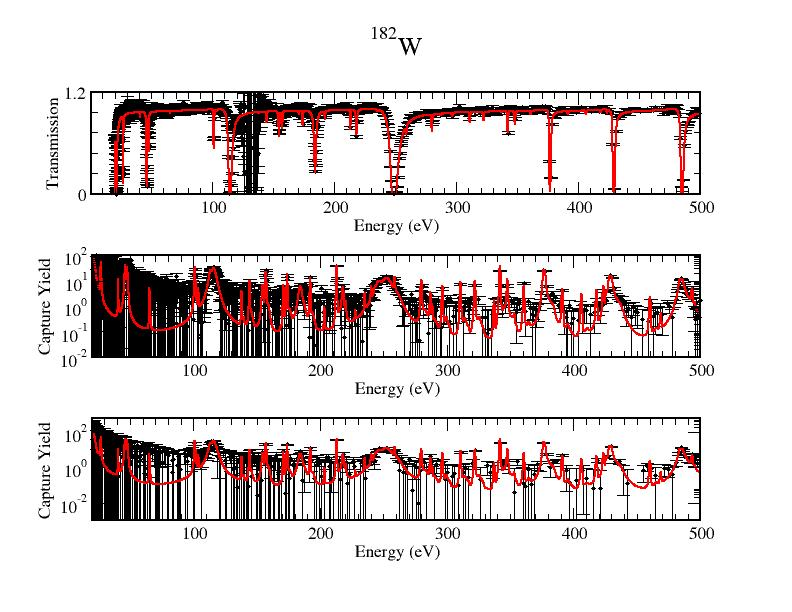 182W
1.2
Transmission
0
100 200 300 400 500
Energy (eV)
10^2
10^1
10^0
10^-1
10^-2
Capture Yield
100 200 300 400 500
Energy (eV)
10^2
10^0
10^-2
Capture Yield
100 200 300 400 500
Energy (eV)